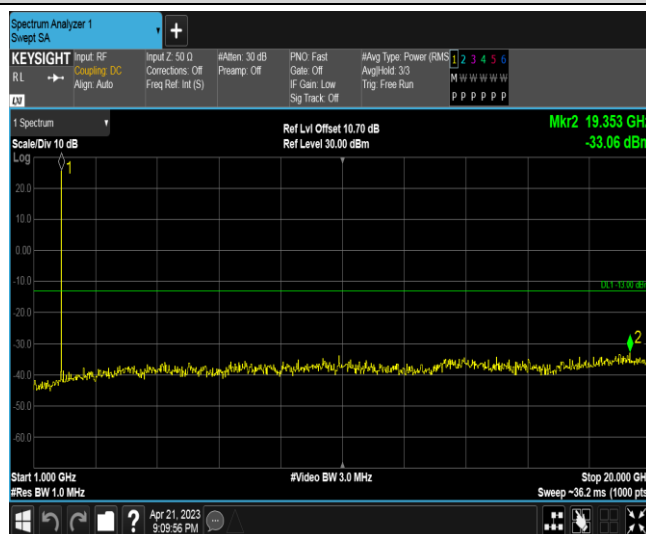 Spectrum Analyzer 1
Swept SA
+
KEYSIGHT
RL
LXI
Input: RF
Coupling: DC
Align: Auto
Input Z: 50 Ω
Corrections: Off
Freq Ref: Int (S)
#Atten: 30 dB
Preamp: Off
PNO: Fast
Gate: Off
IF Gain: Low
Sig Track: Off
#Avg Type: Power (RMS
Avg|Hold: 3/3
Trig: Free Run
1 2 3 4 5 6
M W W W W W
P P P P P P
1 Spectrum
Scale/Div 10 dB
Ref Lvl Offset 10.70 dB
Ref Level 30.00 dBm
Mkr2 19.353 GHz
-33.06 dBm
Log
1
20.0
10.0
0.00
-10.0
DL1 -13.00 dBm
-20.0
-30.0
2
-40.0
-50.0
-60.0
Start 1.000 GHz
#Res BW 1.0 MHz
#Video BW 3.0 MHz
Stop 20.000 GHz
Sweep ~36.2 ms (1000 pts)
?
Apr 21, 2023
9:09:56 PM